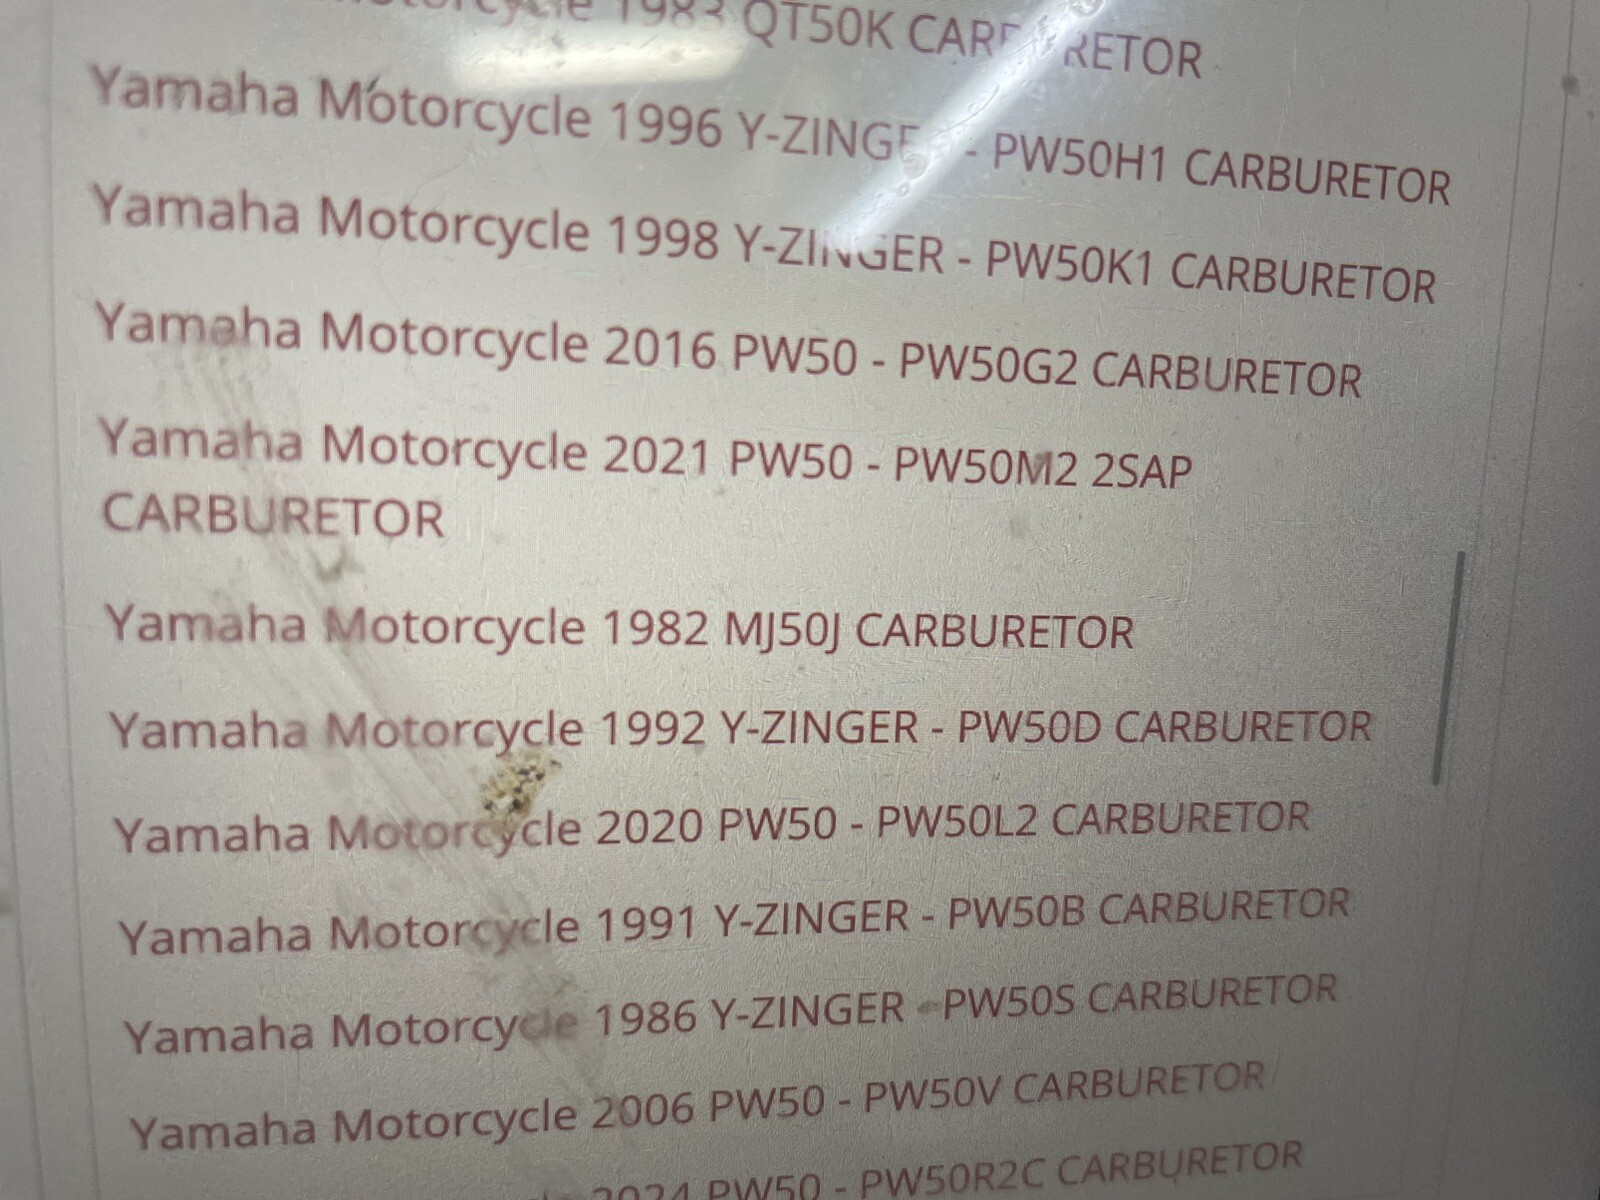 1983 QT50K CARBURETOR
Yamaha Motorcycle 1996 Y-ZINGER - PW50H1 CARBURETOR
Yamaha Motorcycle 1998 Y-ZINGER - PW50K1 CARBURETOR
Yamaha Motorcycle 2016 PW50 - PW50G2 CARBURETOR
Yamaha Motorcycle 2021 PW50 - PW50M2 2SAP
CARBURETOR
Yamaha Motorcycle 1982 MJ50J CARBURETOR
Yamaha Motorcycle 1992 Y-ZINGER - PW50D CARBURETOR
Yamaha Motorcycle 2020 PW50 - PW50L2 CARBURETOR
Yamaha Motorcycle 1991 Y-ZINGER - PW50B CARBURETOR
Yamaha Motorcycle 1986 Y-ZINGER - PW50S CARBURETOR
Yamaha Motorcycle 2006 PW50 - PW50V CARBURETOR
2024 PW50 - PW50R2C CARBURETOR